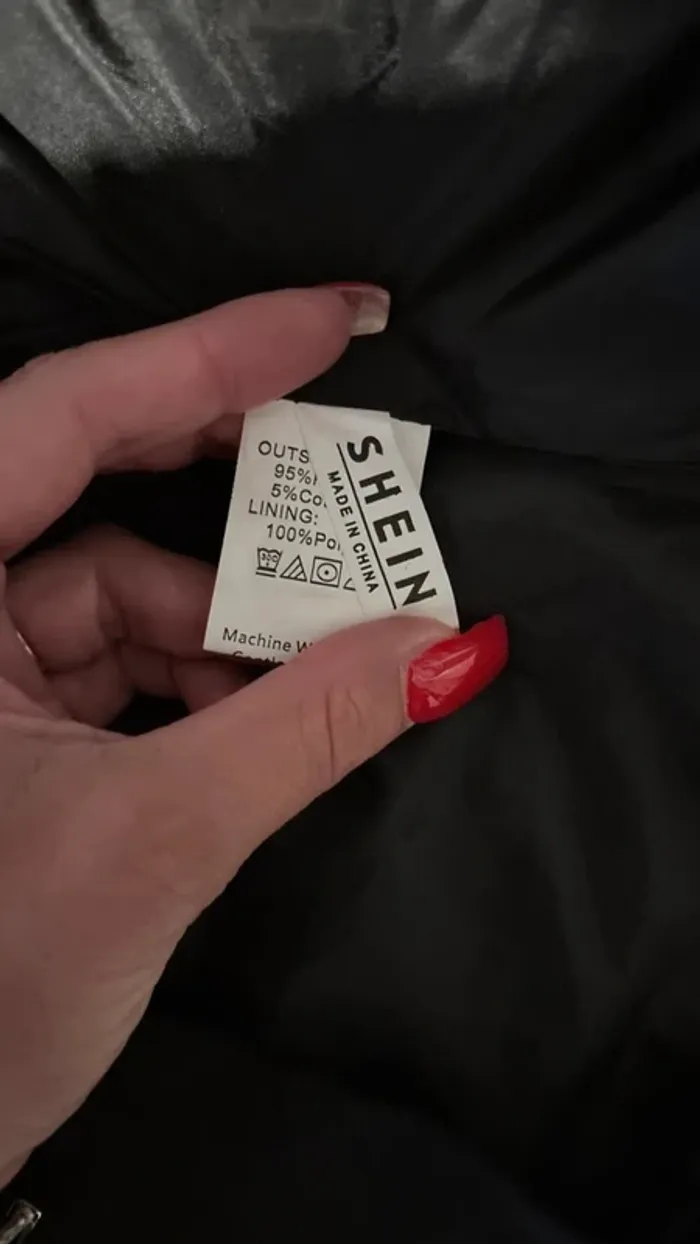 OUTS
95%
5%Co
LINING:
100%Po
Machine W
SHEIN
MADE IN CHINA